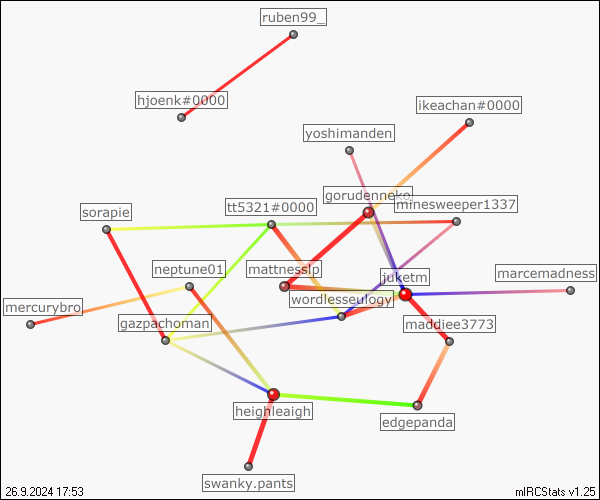 ruben99_
hjoenk#0000
ikeachan#0000
yoshimanden
gorudenneko
minesweeper1337
sorapie
tt5321#0000
neptune01
mattnesslp
juketm
marcemadness
mercurybro
wordlesseulogy
gazpachoman
maddiee3773
heighleaigh
edgepanda
swanky.pants
26.9.2024 17:53
mIRCStats v1.25